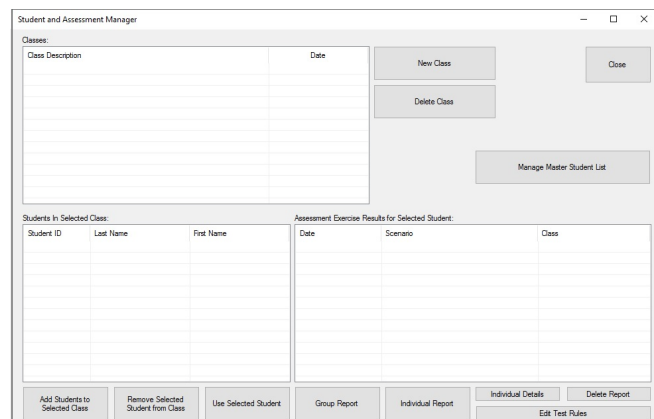 Student and Assessment Manager
Classes:
Class Description Date
New Class
Close
Delete Class
Manage Master Student List
Students In Selected Class:
Assessment Exercise Results for Selected Student:
Student ID Last Name First Name
Date Scenario Class
Add Students to
Selected Class
Remove Selected
Student from Class
Use Selected Student
Group Report
Individual Report
Individual Details
Delete Report
Edit Test Rules